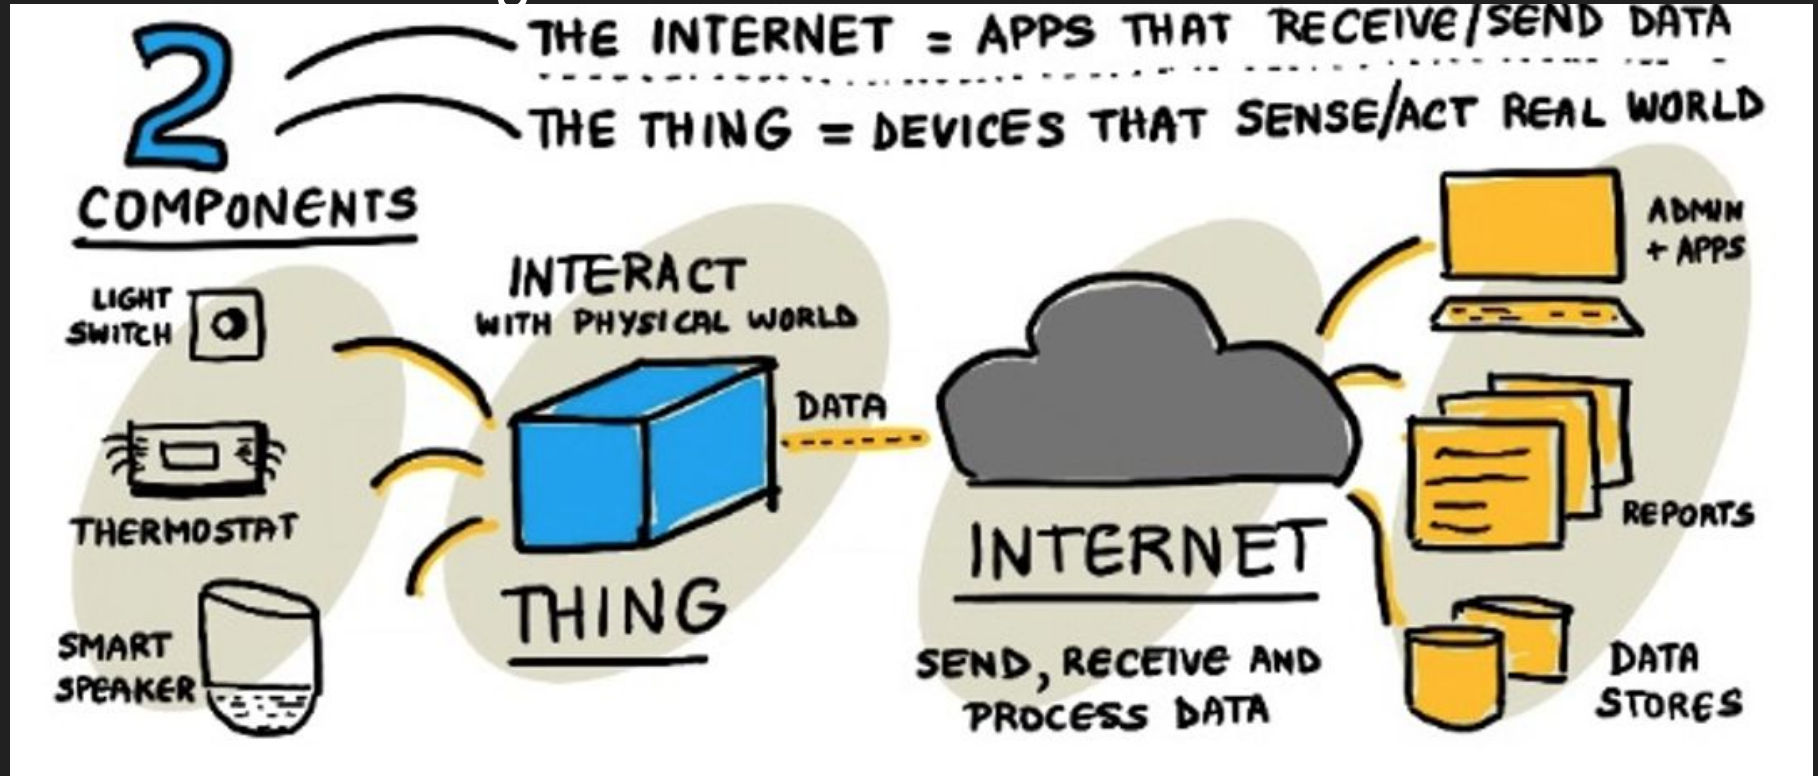 2
THE INTERNET = APPS THAT RECEIVE/SEND DATA
THE THING = DEVICES THAT SENSE/ACT REAL WORLD
COMPONENTS
LIGHT
SWITCH
THERMOSTAT
SMART
SPEAKER
INTERACT
WITH PHYSICAL WORLD
THING
DATA
INTERNET
SEND, RECEIVE AND
PROCESS DATA
ADMIN
+ APPS
REPORTS
DATA
STORES